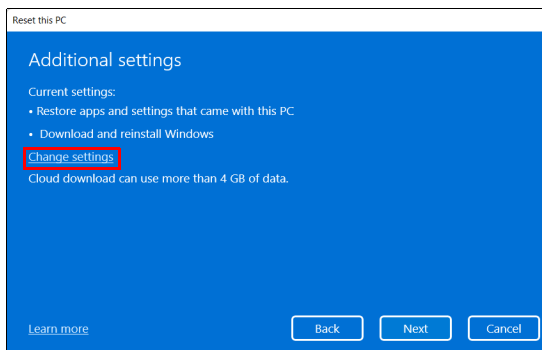 Reset this PC
Additional settings
Current settings:
• Restore apps and settings that came with this PC
• Download and reinstall Windows
Change settings
Cloud download can use more than 4 GB of data.
Learn more
Back
Next
Cancel